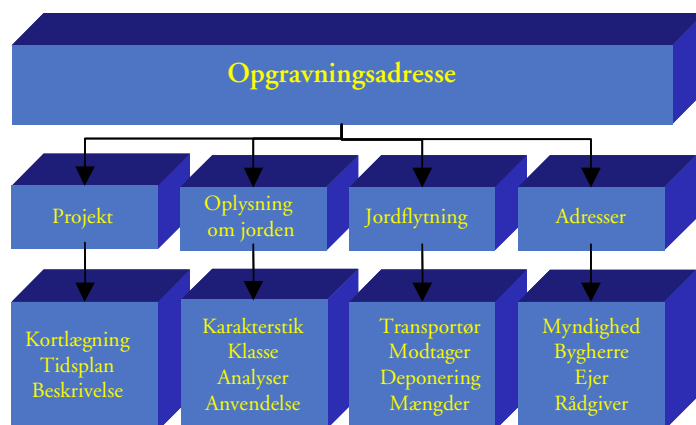 Opgravningsadresse
Projekt
Oplysning
om jorden
Jordflytning
Adresser
Kortlægning
Tidsplan
Beskrivelse
Karakterstik
Klasse
Analyser
Anvendelse
Transportør
Modtager
Deponering
Mængder
Myndighed
Bygherre
Ejer
Rådgiver